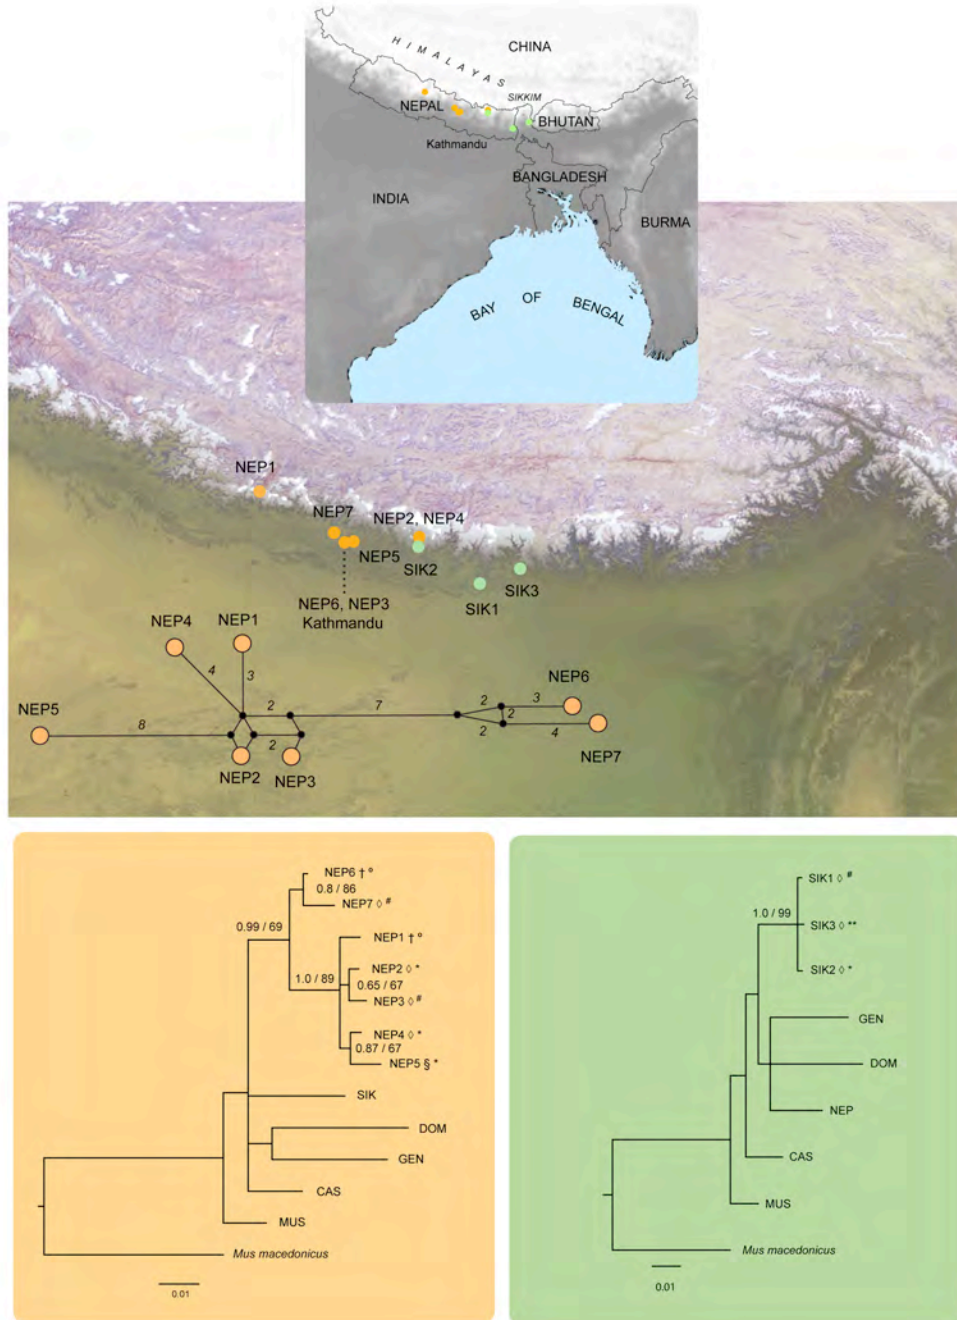 CHINA
HIMALAYAS
SIKKIM
NEPAL
BHUTAN
Kathmandu
BANGLADESH
INDIA
BURMA
BAY OF BENGAL
NEP1
NEP7
NEP2, NEP4
NEP5
SIK2
SIK3
SIK1
NEP6, NEP3
Kathmandu
NEP4
NEP1
4
3
NEP6
2
7
2
3
NEP5
8
2
2
2
4
NEP7
NEP2
NEP3
NEP6 † °
0.8 / 86
NEP7 ◊ #
0.99 / 69
NEP1 † °
NEP2 ◊ *
1.0 / 89
0.65 / 67
NEP3 ◊ #
NEP4 ◊ *
0.87 / 67
NEP5 § *
SIK
DOM
GEN
CAS
MUS
Mus macedonicus
0.01
SIK1 ◊ #
1.0 / 99
SIK3 ◊ **
SIK2 ◊ *
GEN
DOM
NEP
CAS
MUS
Mus macedonicus
0.01